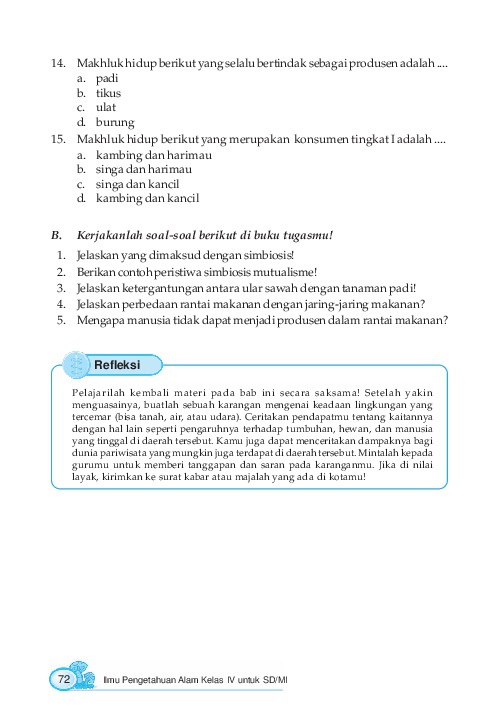 14. Makhluk hidup berikut yang selalu bertindak sebagai produsen adalah ....
a. padi
b. tikus
c. ulat
d. burung
15. Makhluk hidup berikut yang merupakan konsumen tingkat I adalah ....
a. kambing dan harimau
b. singa dan harimau
c. singa dan kancil
d. kambing dan kancil
B. Kerjakanlah soal-soal berikut di buku tugasmu!
1. Jelaskan yang dimaksud dengan simbiosis!
2. Berikan contoh peristiwa simbiosis mutualisme!
3. Jelaskan ketergantungan antara ular sawah dengan tanaman padi!
4. Jelaskan perbedaan rantai makanan dengan jaring-jaring makanan?
5. Mengapa manusia tidak dapat menjadi produsen dalam rantai makanan?
Refleksi
Pelajarilah kembali materi pada bab ini secara saksama! Setelah yakin
menguasainya, buatlah sebuah karangan mengenai keadaan lingkungan yang
tercemar (bisa tanah, air, atau udara). Ceritakan pendapatmu tentang kaitannya
dengan hal lain seperti pengaruhnya terhadap tumbuhan, hewan, dan manusia
yang tinggal di daerah tersebut. Kamu juga dapat menceritakan dampaknya bagi
dunia pariwisata yang mungkin juga terdapat di daerah tersebut. Mintalah kepada
gurumu untuk memberi tanggapan dan saran pada karanganmu. Jika di nilai
layak, kirimkan ke surat kabar atau majalah yang ada di kotamu!
72 Ilmu Pengetahuan Alam Kelas IV untuk SD/MI